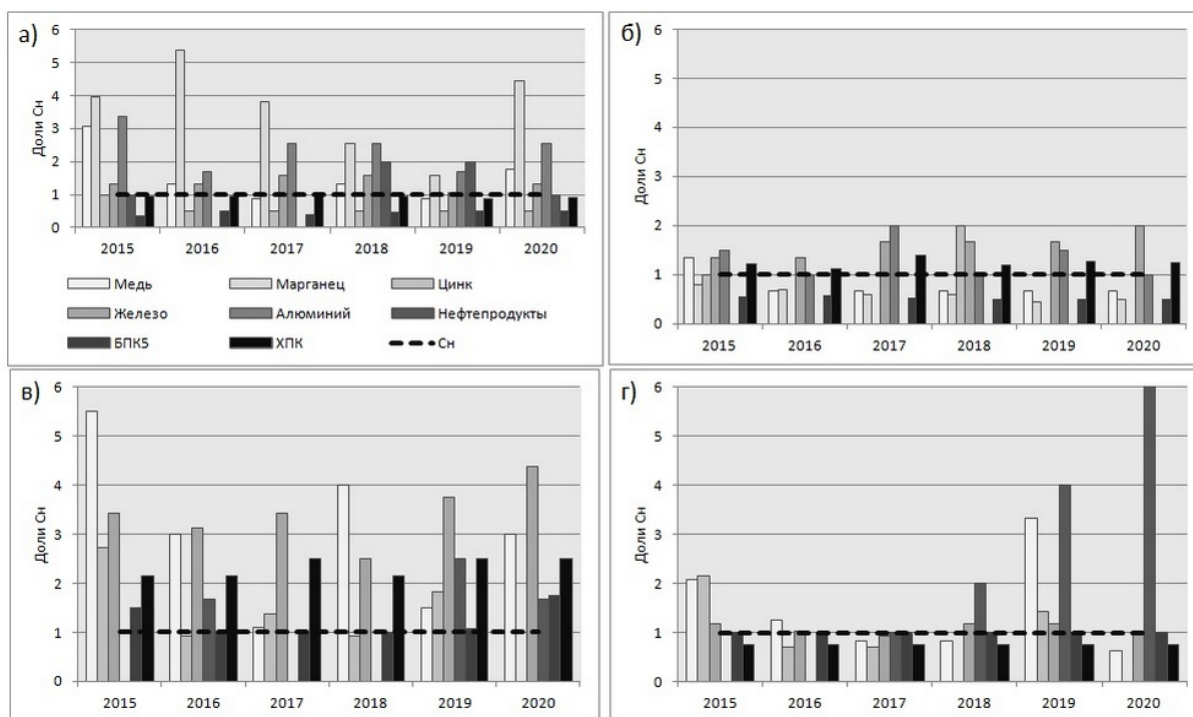 а)
6
5
4
3
2
1
0
Доли Сн
2015 2016 2017 2018 2019 2020
Медь Марганец Цинк
Железо Алюминий Нефтепродукты
БПК5 ХПК Сн
б)
6
5
4
3
2
1
0
Доли Сн
2015 2016 2017 2018 2019 2020
в)
6
5
4
3
2
1
0
Доли Сн
2015 2016 2017 2018 2019 2020
г)
6
5
4
3
2
1
0
Доли Сн
2015 2016 2017 2018 2019 2020